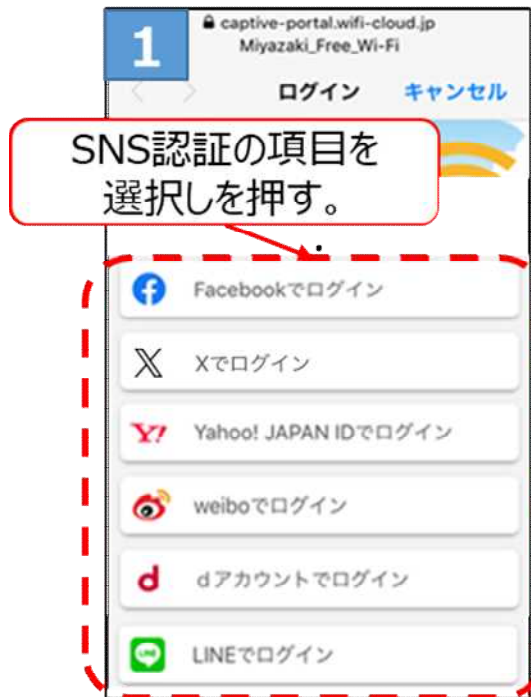 1
captive-portal.wifi-cloud.jp
Miyazaki_Free_Wi-Fi
ログイン キャンセル
SNS認証の項目を
選択しを押す。
Facebookでログイン
Xでログイン
Yahoo! JAPAN IDでログイン
weiboでログイン
dアカウントでログイン
LINEでログイン